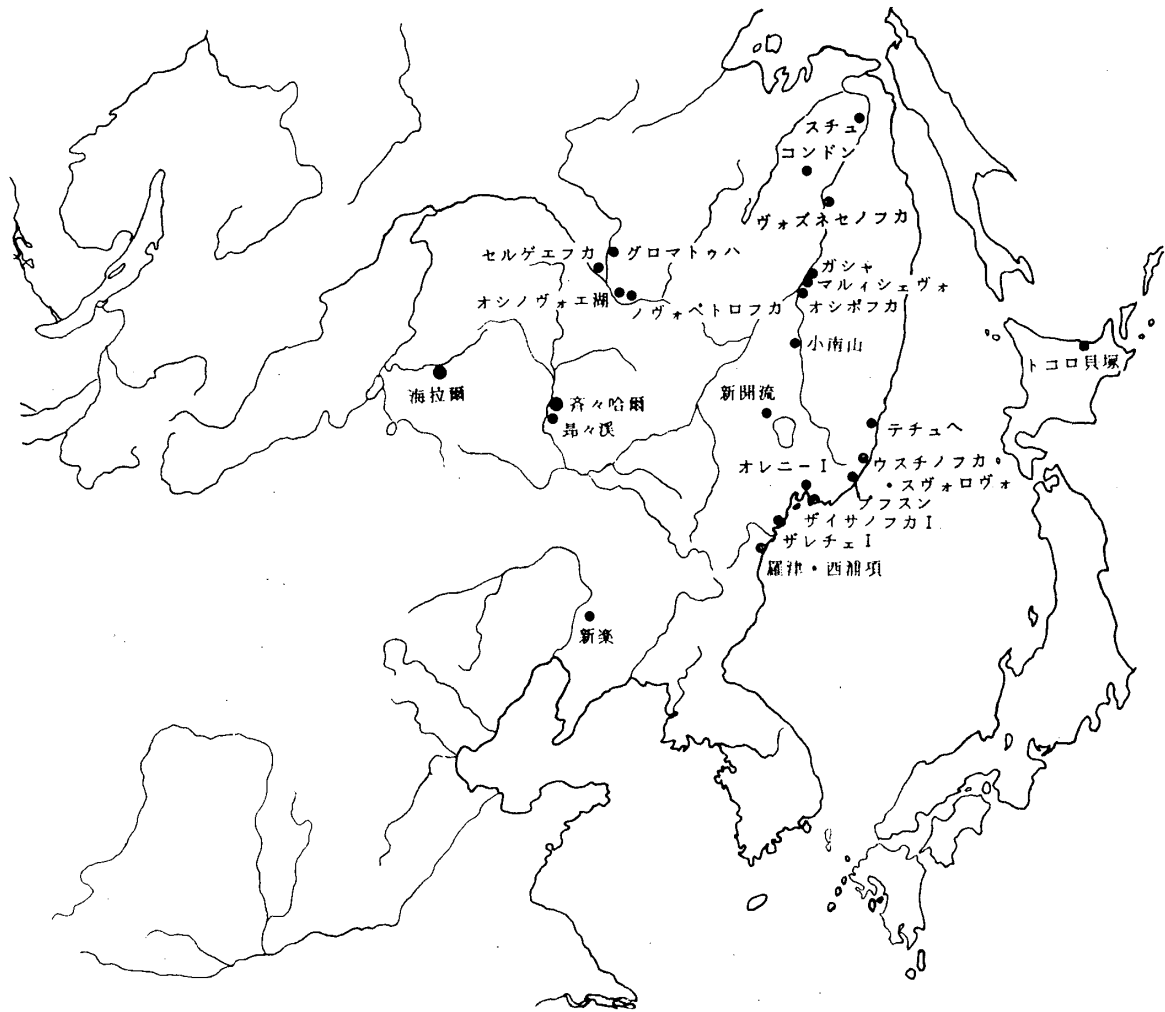 スチュ
コンドン
ヴォズネセノフカ
セルゲエフカ
グロマトゥハ
ガシャ
マルィシェヴォ
オシノヴォエ湖
ノヴォペトロフカ
オシポフカ
小南山
トコロ貝塚
海拉爾
新開流
斉々哈爾
昂々渓
テチュヘ
オレニーⅠ
ウスチノフカ・
・スヴォロヴォ
プフスン
ザイサノフカⅠ
ザレチェⅠ
羅津・西浦項
新楽